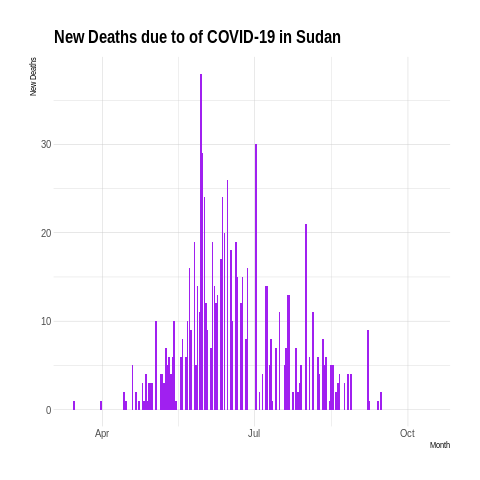 New Deaths due to of COVID-19 in Sudan
New Deaths
30
20
10
0
Apr
Jul
Oct
Month